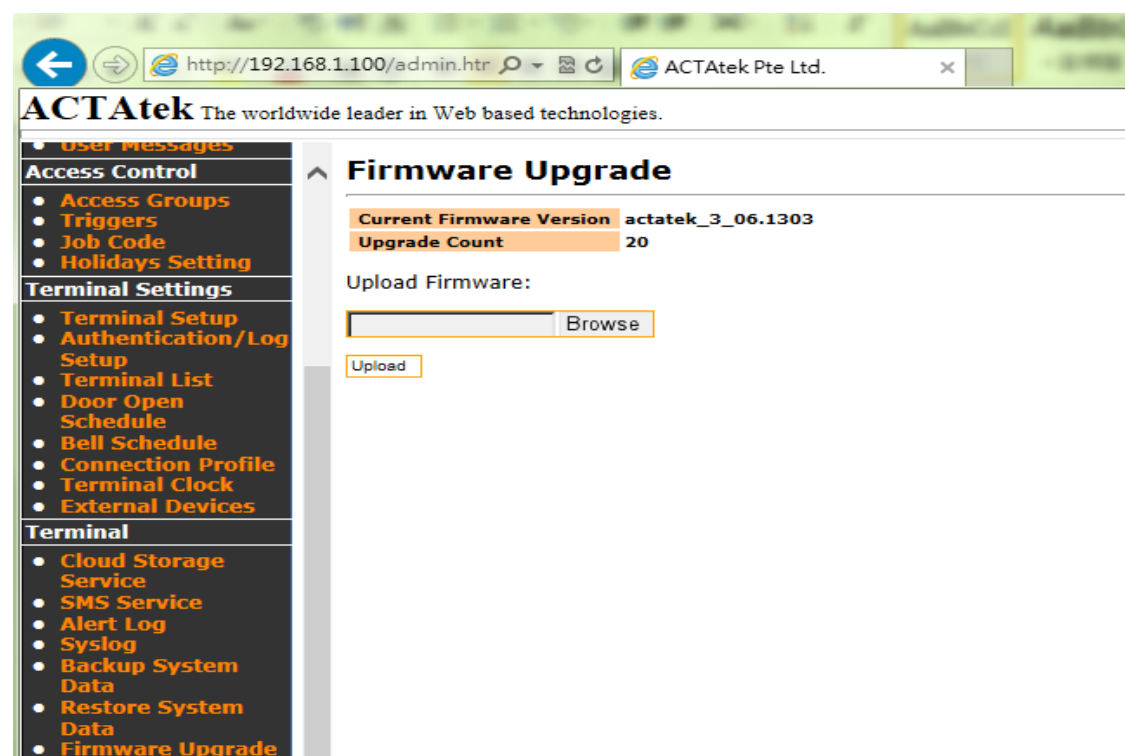 http://192.168.1.100/admin.htr
ACTAtek Pte Ltd.
ACTAtek The worldwide leader in Web based technologies.
User Messages
Access Control
Access Groups
Triggers
Job Code
Holidays Setting
Terminal Settings
Terminal Setup
Authentication/Log
Setup
Terminal List
Door Open
Schedule
Bell Schedule
Connection Profile
Terminal Clock
External Devices
Terminal
Cloud Storage
Service
SMS Service
Alert Log
Syslog
Backup System
Data
Restore System
Data
Firmware Upgrade
Firmware Upgrade
Current Firmware Version actatek_3_06.1303
Upgrade Count 20
Upload Firmware:
Browse
Upload